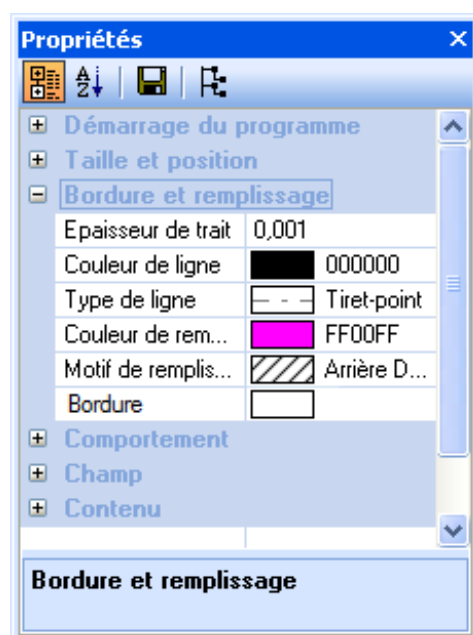 Propriétés
Démarrage du programme
Taille et position
Bordure et remplissage
Epaisseur de trait 0,001
Couleur de ligne 000000
Type de ligne Tiret-point
Couleur de rem... FF00FF
Motif de remplis... Arrière D...
Bordure
Comportement
Champ
Contenu
Bordure et remplissage